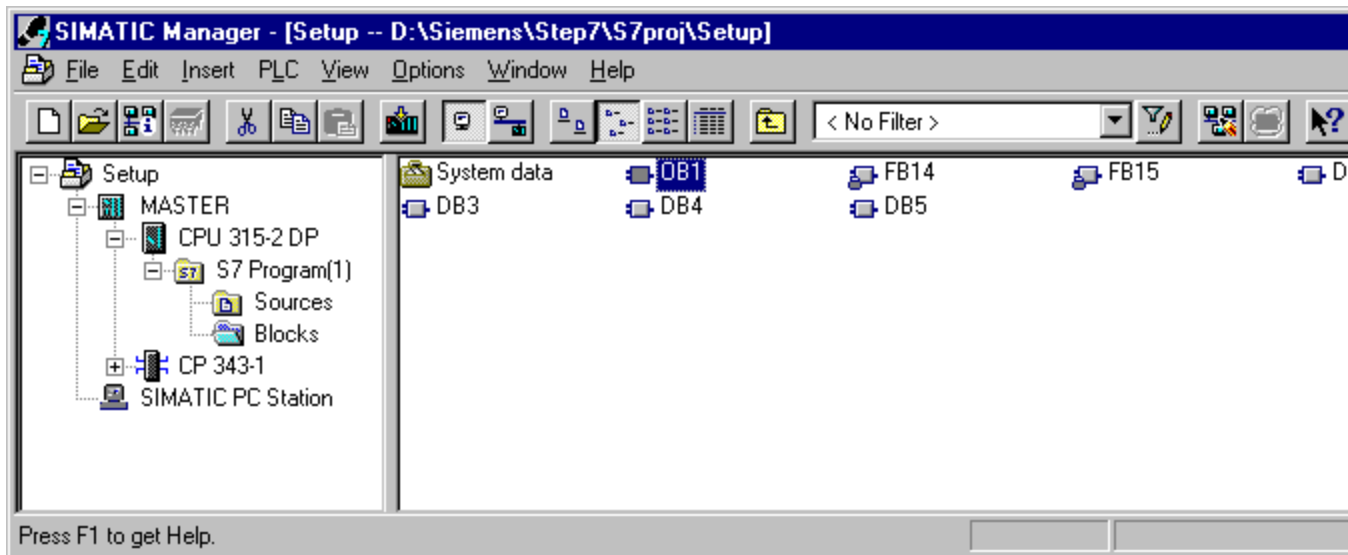 SIMATIC Manager - [Setup -- D:\Siemens\Step7\S7proj\Setup]
File Edit Insert PLC View Options Window Help
< No Filter >
Setup
MASTER
CPU 315-2 DP
S7 Program(1)
Sources
Blocks
CP 343-1
SIMATIC PC Station
System data OB1 FB14 FB15 D
DB3 DB4 DB5
Press F1 to get Help.